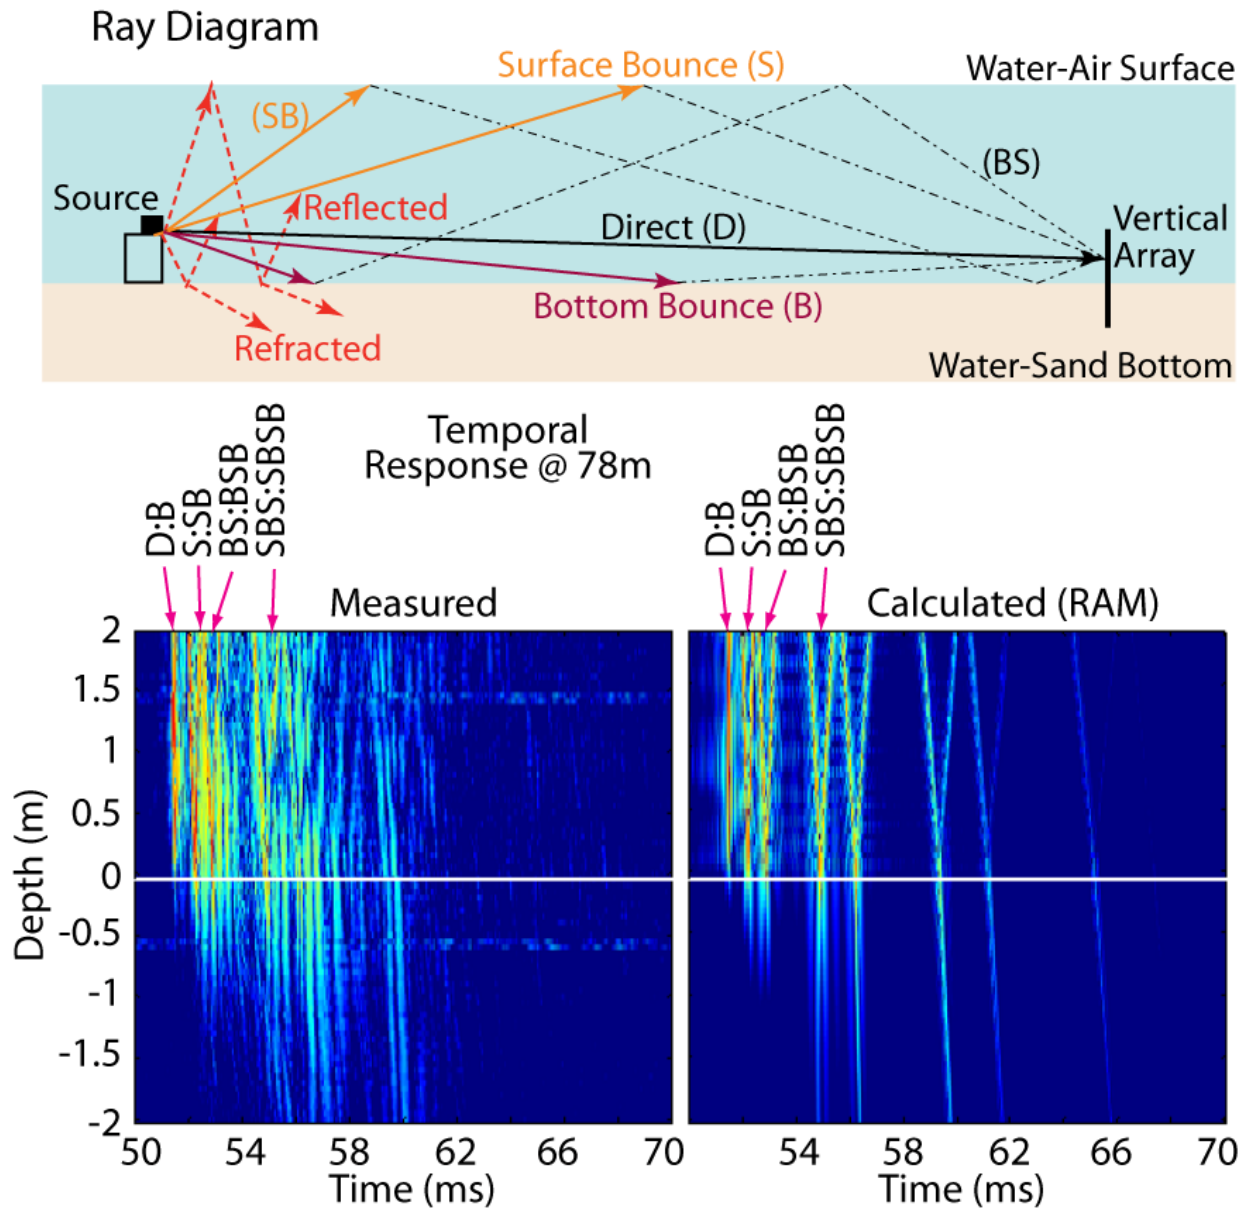 Ray Diagram
Surface Bounce (S)
Water-Air Surface
(SB)
(BS)
Source
Reflected
Direct (D)
Vertical
Array
Bottom Bounce (B)
Refracted
Water-Sand Bottom
Temporal
Response @ 78m
D:B
S:SB
BS:BSB
SBS:SBSB
D:B
S:SB
BS:BSB
SBS:SBSB
Measured
Calculated (RAM)
Depth (m)
2
1.5
1
0.5
0
-0.5
-1
-1.5
-2
50 54 58 62 66 70
54 58 62 66 70
Time (ms)
Time (ms)